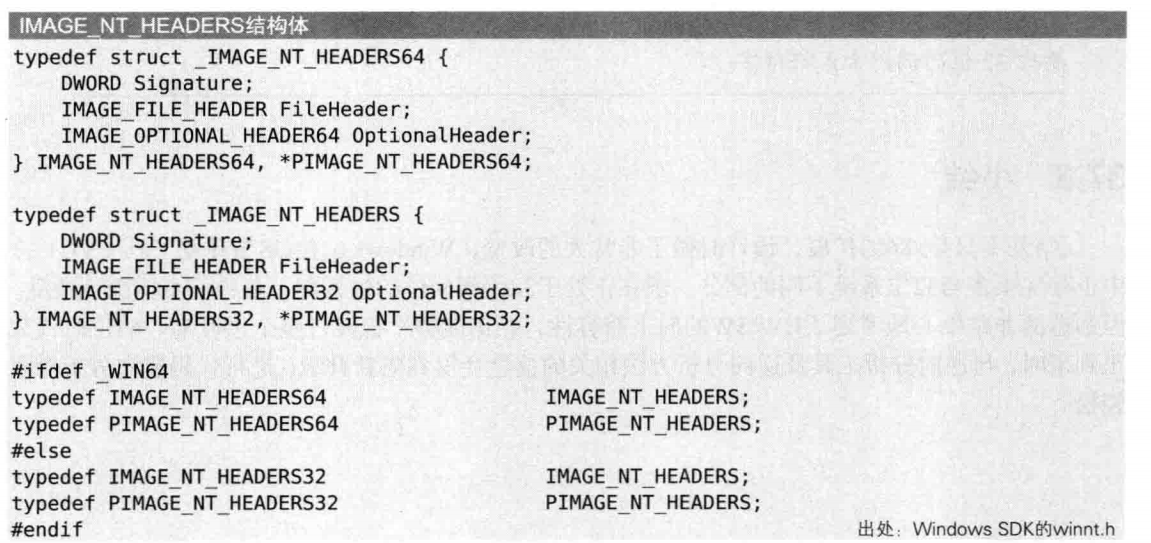 IMAGE_NT_HEADERS结构体
typedef struct _IMAGE_NT_HEADERS64 {
    DWORD Signature;
    IMAGE_FILE_HEADER FileHeader;
    IMAGE_OPTIONAL_HEADER64 OptionalHeader;
} IMAGE_NT_HEADERS64, *PIMAGE_NT_HEADERS64;

typedef struct _IMAGE_NT_HEADERS {
    DWORD Signature;
    IMAGE_FILE_HEADER FileHeader;
    IMAGE_OPTIONAL_HEADER32 OptionalHeader;
} IMAGE_NT_HEADERS32, *PIMAGE_NT_HEADERS32;

#ifdef _WIN64
typedef IMAGE_NT_HEADERS64 IMAGE_NT_HEADERS;
typedef PIMAGE_NT_HEADERS64 PIMAGE_NT_HEADERS;
#else
typedef IMAGE_NT_HEADERS32 IMAGE_NT_HEADERS;
typedef PIMAGE_NT_HEADERS32 PIMAGE_NT_HEADERS;
#endif
出处：Windows SDK的winnt.h